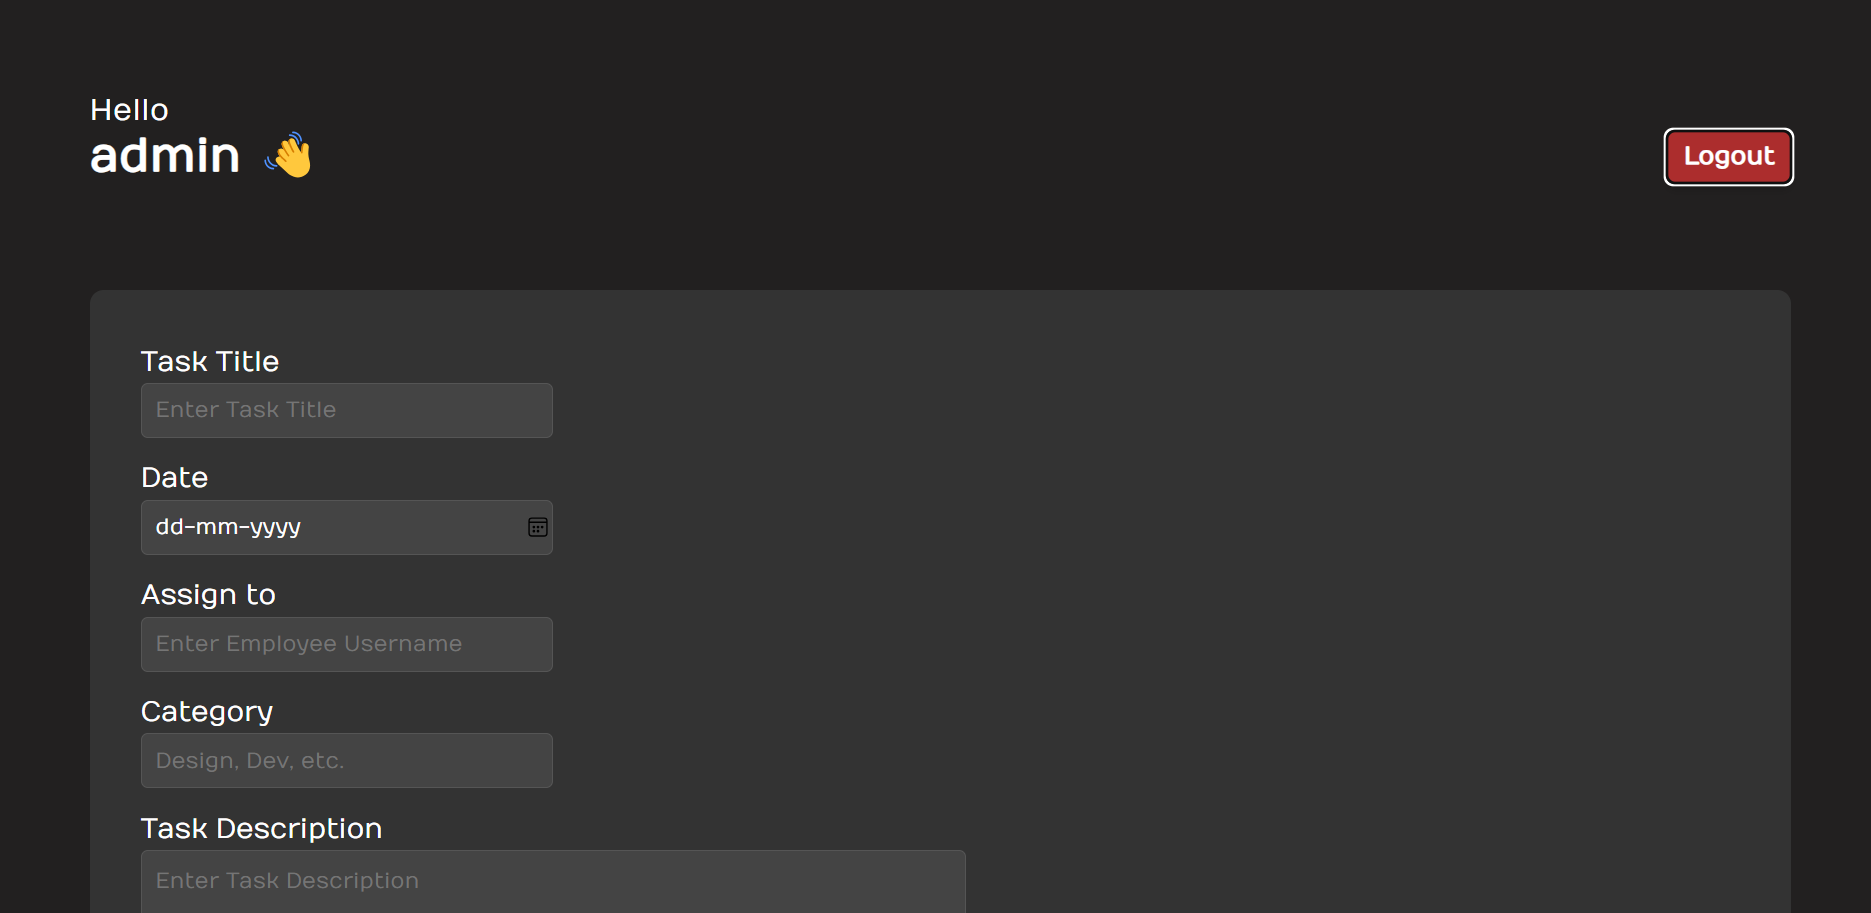 Hello
admin 👋
Logout
Task Title
Enter Task Title
Date
dd-mm-yyyy
Assign to
Enter Employee Username
Category
Design, Dev, etc.
Task Description
Enter Task Description